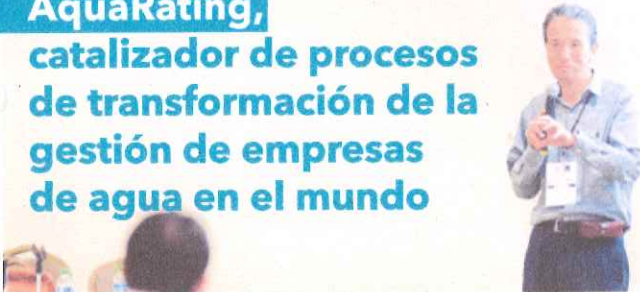 AquaRating,
catalizador de procesos
de transformación de la
gestión de empresas
de agua en el mundo